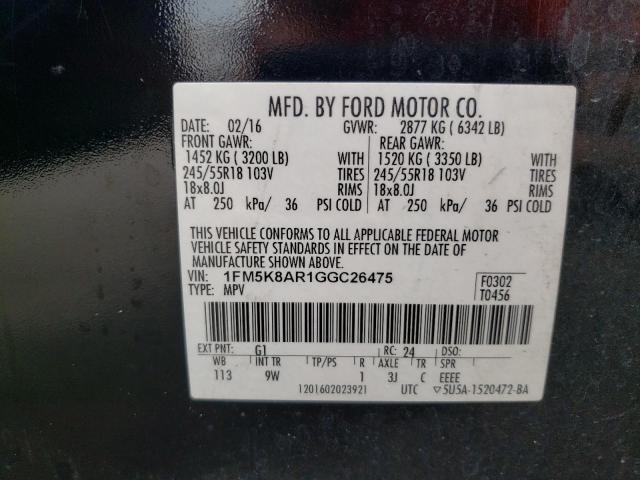 MFD. BY FORD MOTOR CO.
DATE: 02/16 GVWR: 2877 KG ( 6342 LB)
FRONT GAWR: REAR GAWR:
1452 KG ( 3200 LB) WITH 1520 KG ( 3350 LB) WITH
245/55R18 103V TIRES 245/55R18 103V TIRES
18x8.0J RIMS 18x8.0J RIMS
AT 250 kPa/ 36 PSI COLD AT 250 kPa/ 36 PSI COLD
THIS VEHICLE CONFORMS TO ALL APPLICABLE FEDERAL MOTOR
VEHICLE SAFETY STANDARDS IN EFFECT ON THE DATE OF
MANUFACTURE SHOWN ABOVE.
VIN: 1FM5K8AR1GGC26475 F0302
TYPE: MPV T0456
EXT PNT: G1 RC: 24 DSO:
WB INT TR TP/PS R AXLE TR SPR
113 9W 1 3J C EEEE
1201602023921 UTC ▽5U5A-1520472-BA